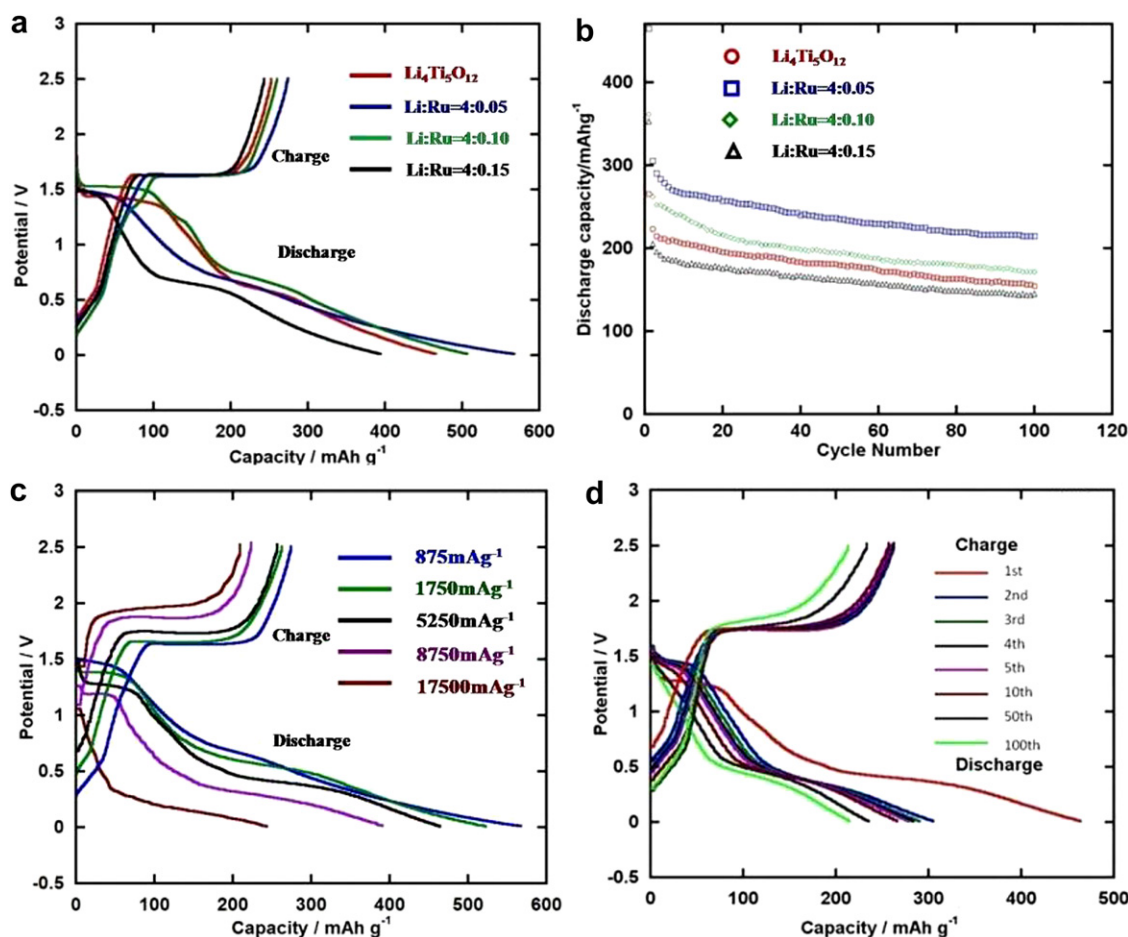 a
3
2.5
2
1.5
1
0.5
0
-0.5
Potential / V
Li₄Ti₅O₁₂
Li:Ru=4:0.05
Li:Ru=4:0.10
Li:Ru=4:0.15
Charge
Discharge
0 100 200 300 400 500 600
Capacity / mAh g⁻¹
b
400
300
200
100
0
Discharge capacity/mAhg⁻¹
Li₄Ti₅O₁₂
Li:Ru=4:0.05
Li:Ru=4:0.10
Li:Ru=4:0.15
0 20 40 60 80 100 120
Cycle Number
c
3
2.5
2
1.5
1
0.5
0
-0.5
Potential / V
875mAg⁻¹
1750mAg⁻¹
5250mAg⁻¹
8750mAg⁻¹
17500mAg⁻¹
Charge
Discharge
0 100 200 300 400 500 600
Capacity / mAh g⁻¹
d
3
2.5
2
1.5
1
0.5
0
-0.5
Potential / V
Charge
1st
2nd
3rd
4th
5th
10th
50th
100th
Discharge
0 100 200 300 400 500
Capacity / mAh g⁻¹